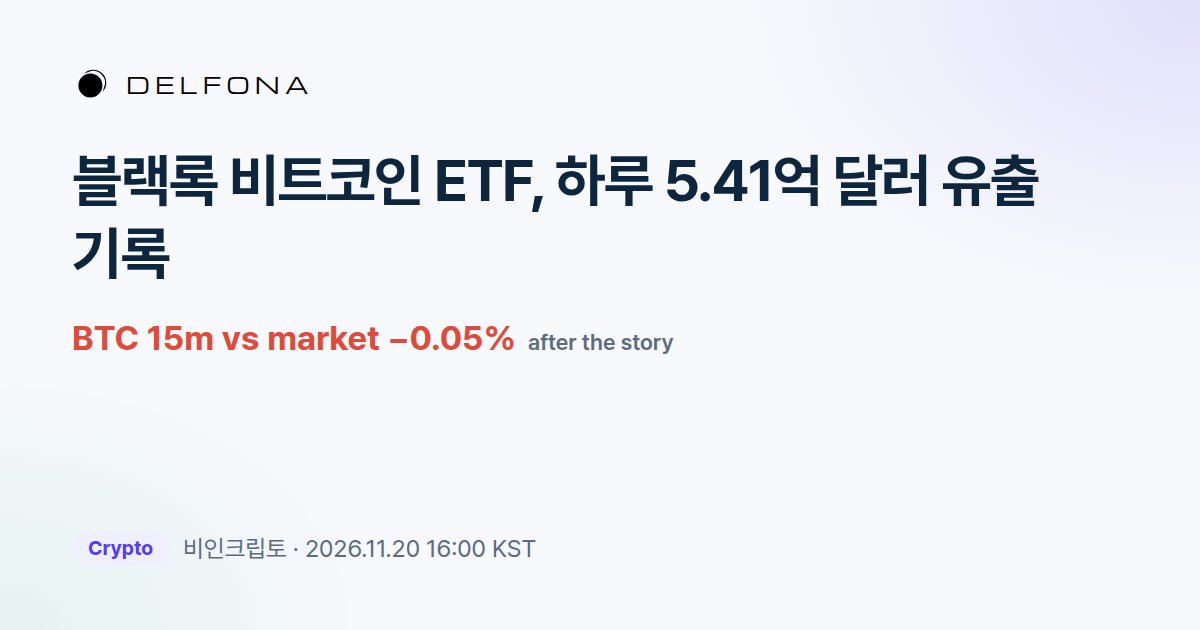 DELFONA
블랙록 비트코인 ETF, 하루 5.41억 달러 유출
기록
BTC 15m vs market −0.05% after the story
Crypto 비인크립토 · 2026.11.20 16:00 KST